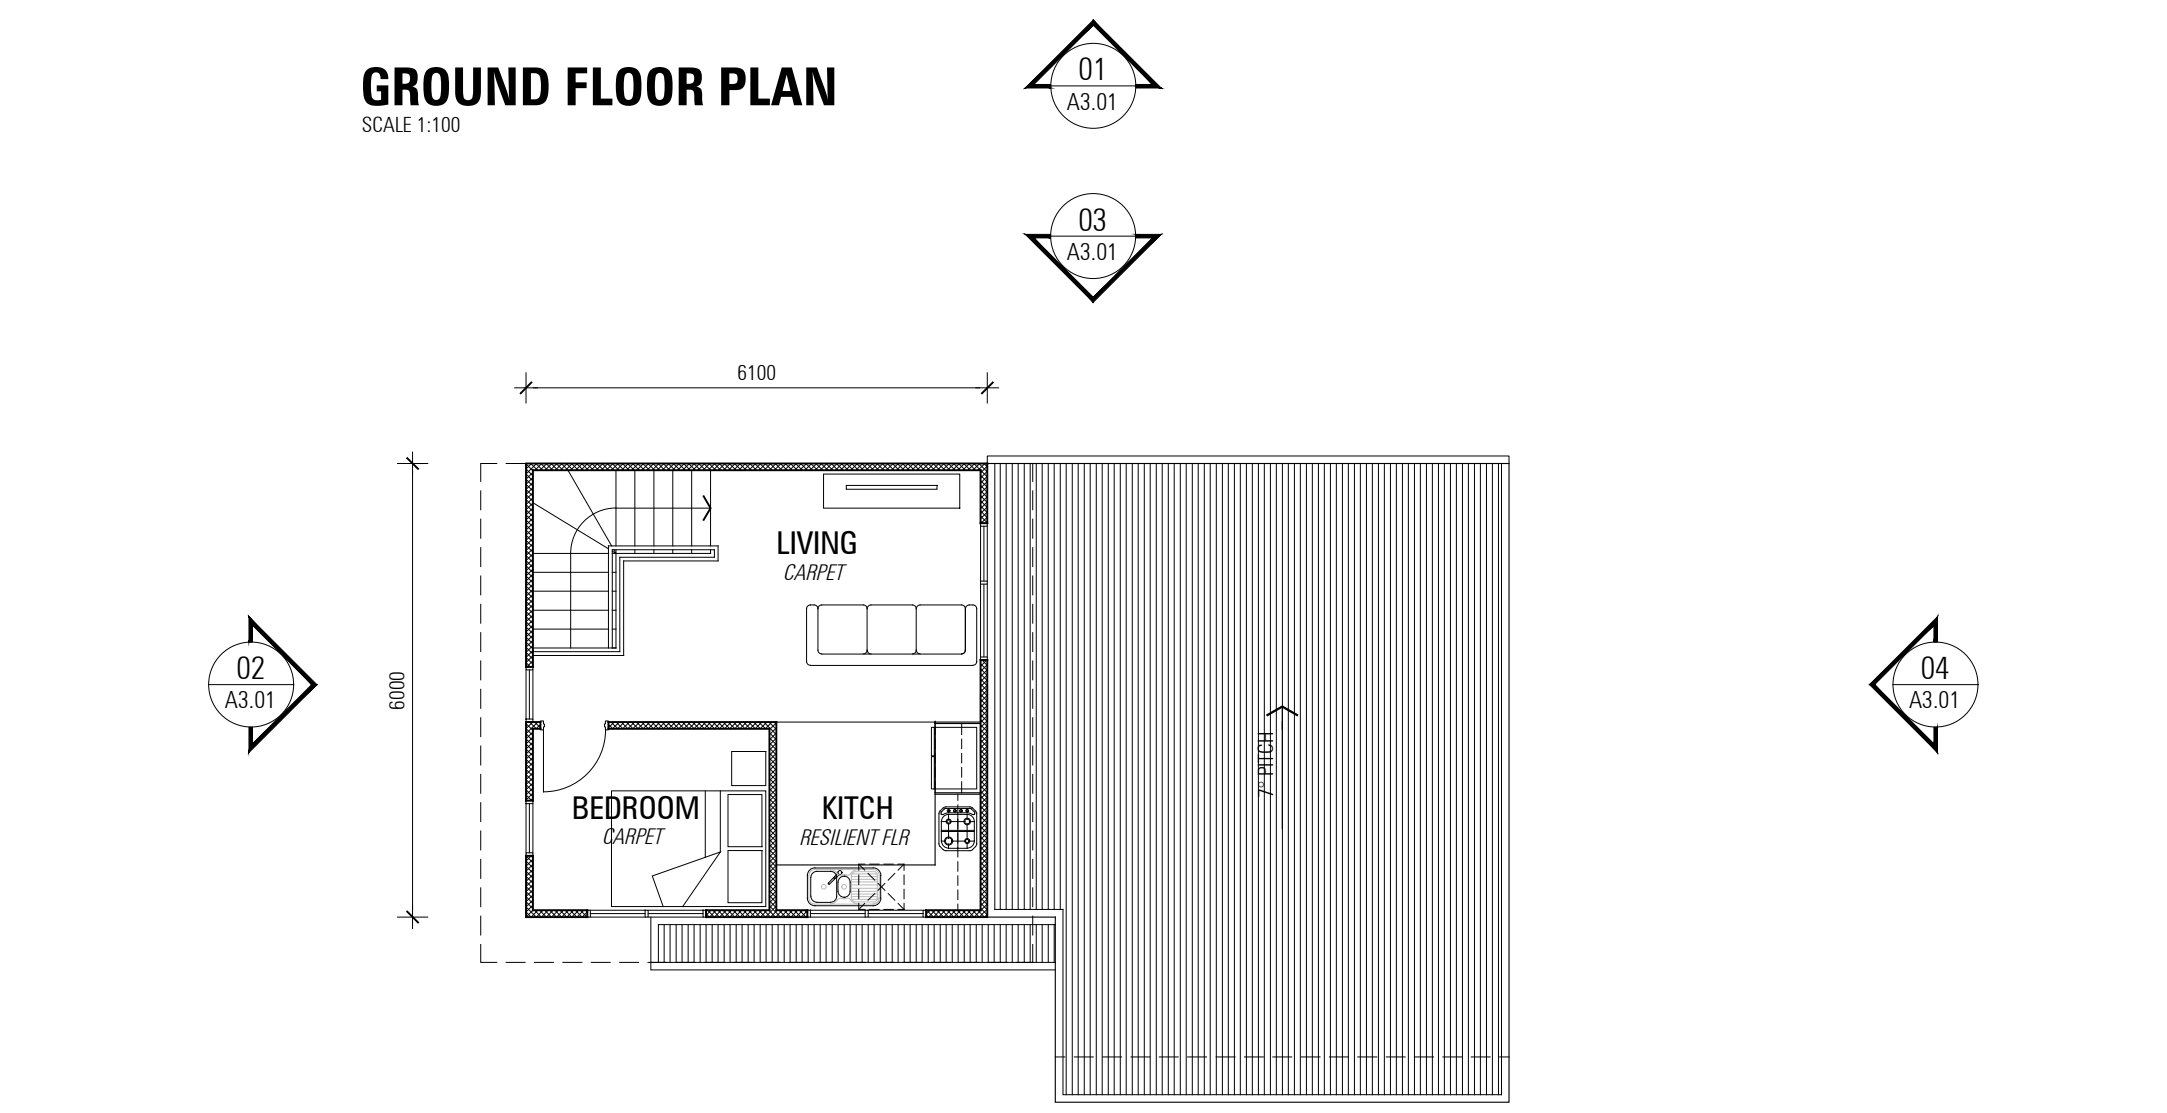 GROUND FLOOR PLAN
SCALE 1:100
01
A3.01
03
A3.01
6100
6000
LIVING
CARPET
02
A3.01
04
A3.01
7° PITCH
BEDROOM
CARPET
KITCH
RESILIENT FLR